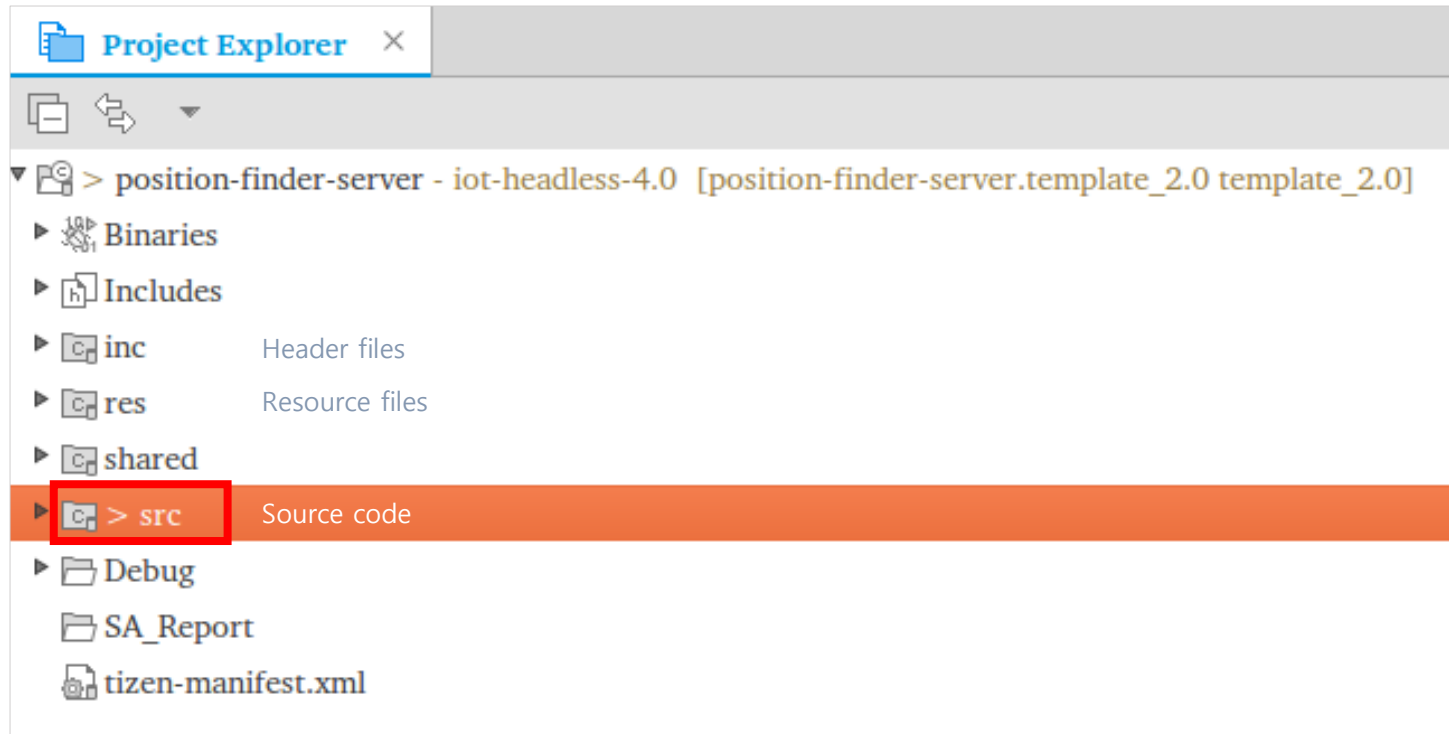 Project Explorer
> position-finder-server - iot-headless-4.0 [position-finder-server.template_2.0 template_2.0]
Binaries
Includes
inc Header files
res Resource files
shared
> src Source code
Debug
SA_Report
tizen-manifest.xml